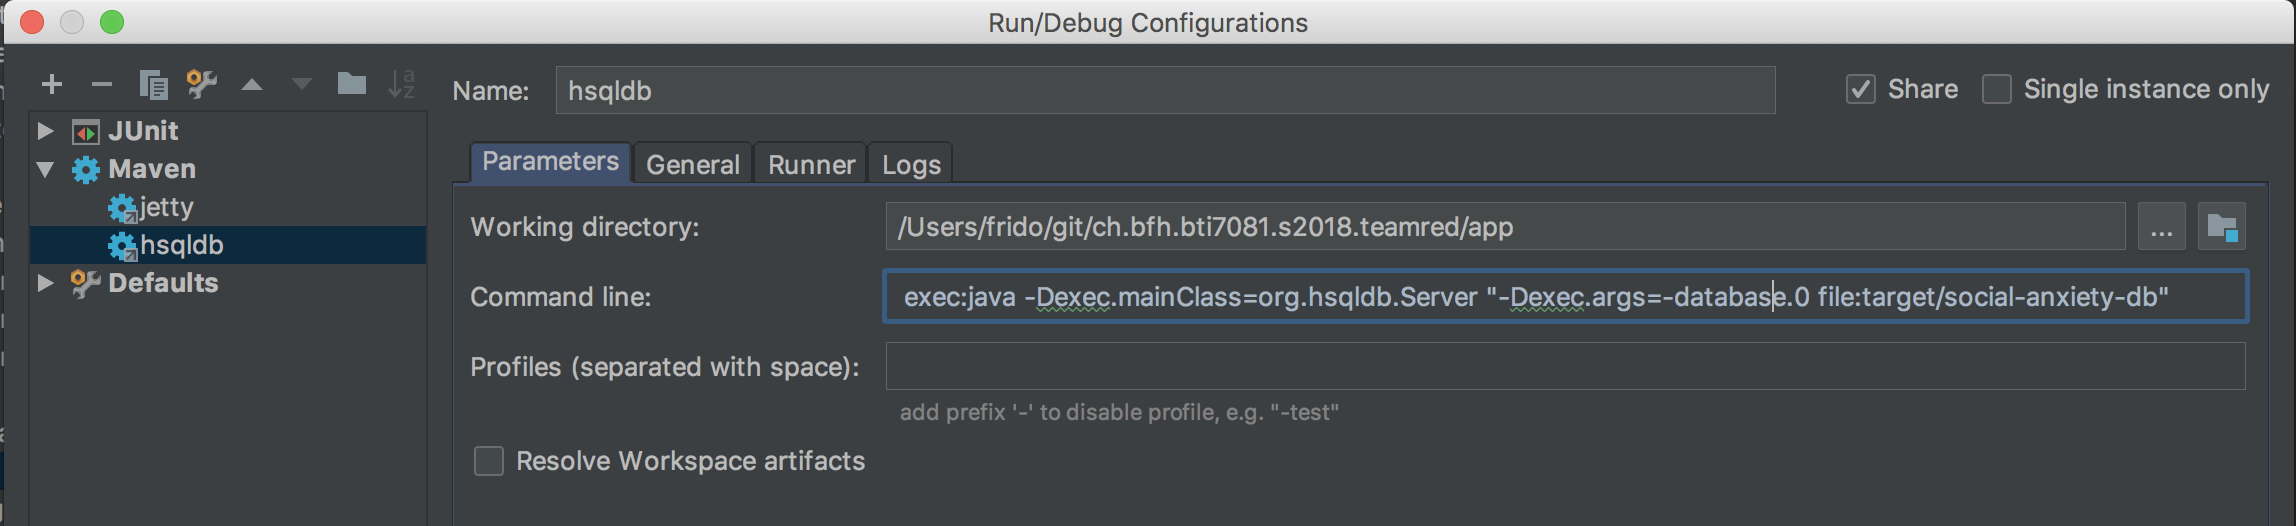 Run/Debug Configurations
Name: hsqldb
Share
Single instance only
JUnit
Maven
jetty
hsqldb
Defaults
Parameters General Runner Logs
Working directory: /Users/frido/git/ch.bfh.bti7081.s2018.teamred/app ...
Command line: exec:java -Dexec.mainClass=org.hsqldb.Server "-Dexec.args=-database.0 file:target/social-anxiety-db"
Profiles (separated with space):
add prefix '-' to disable profile, e.g. "-test"
Resolve Workspace artifacts